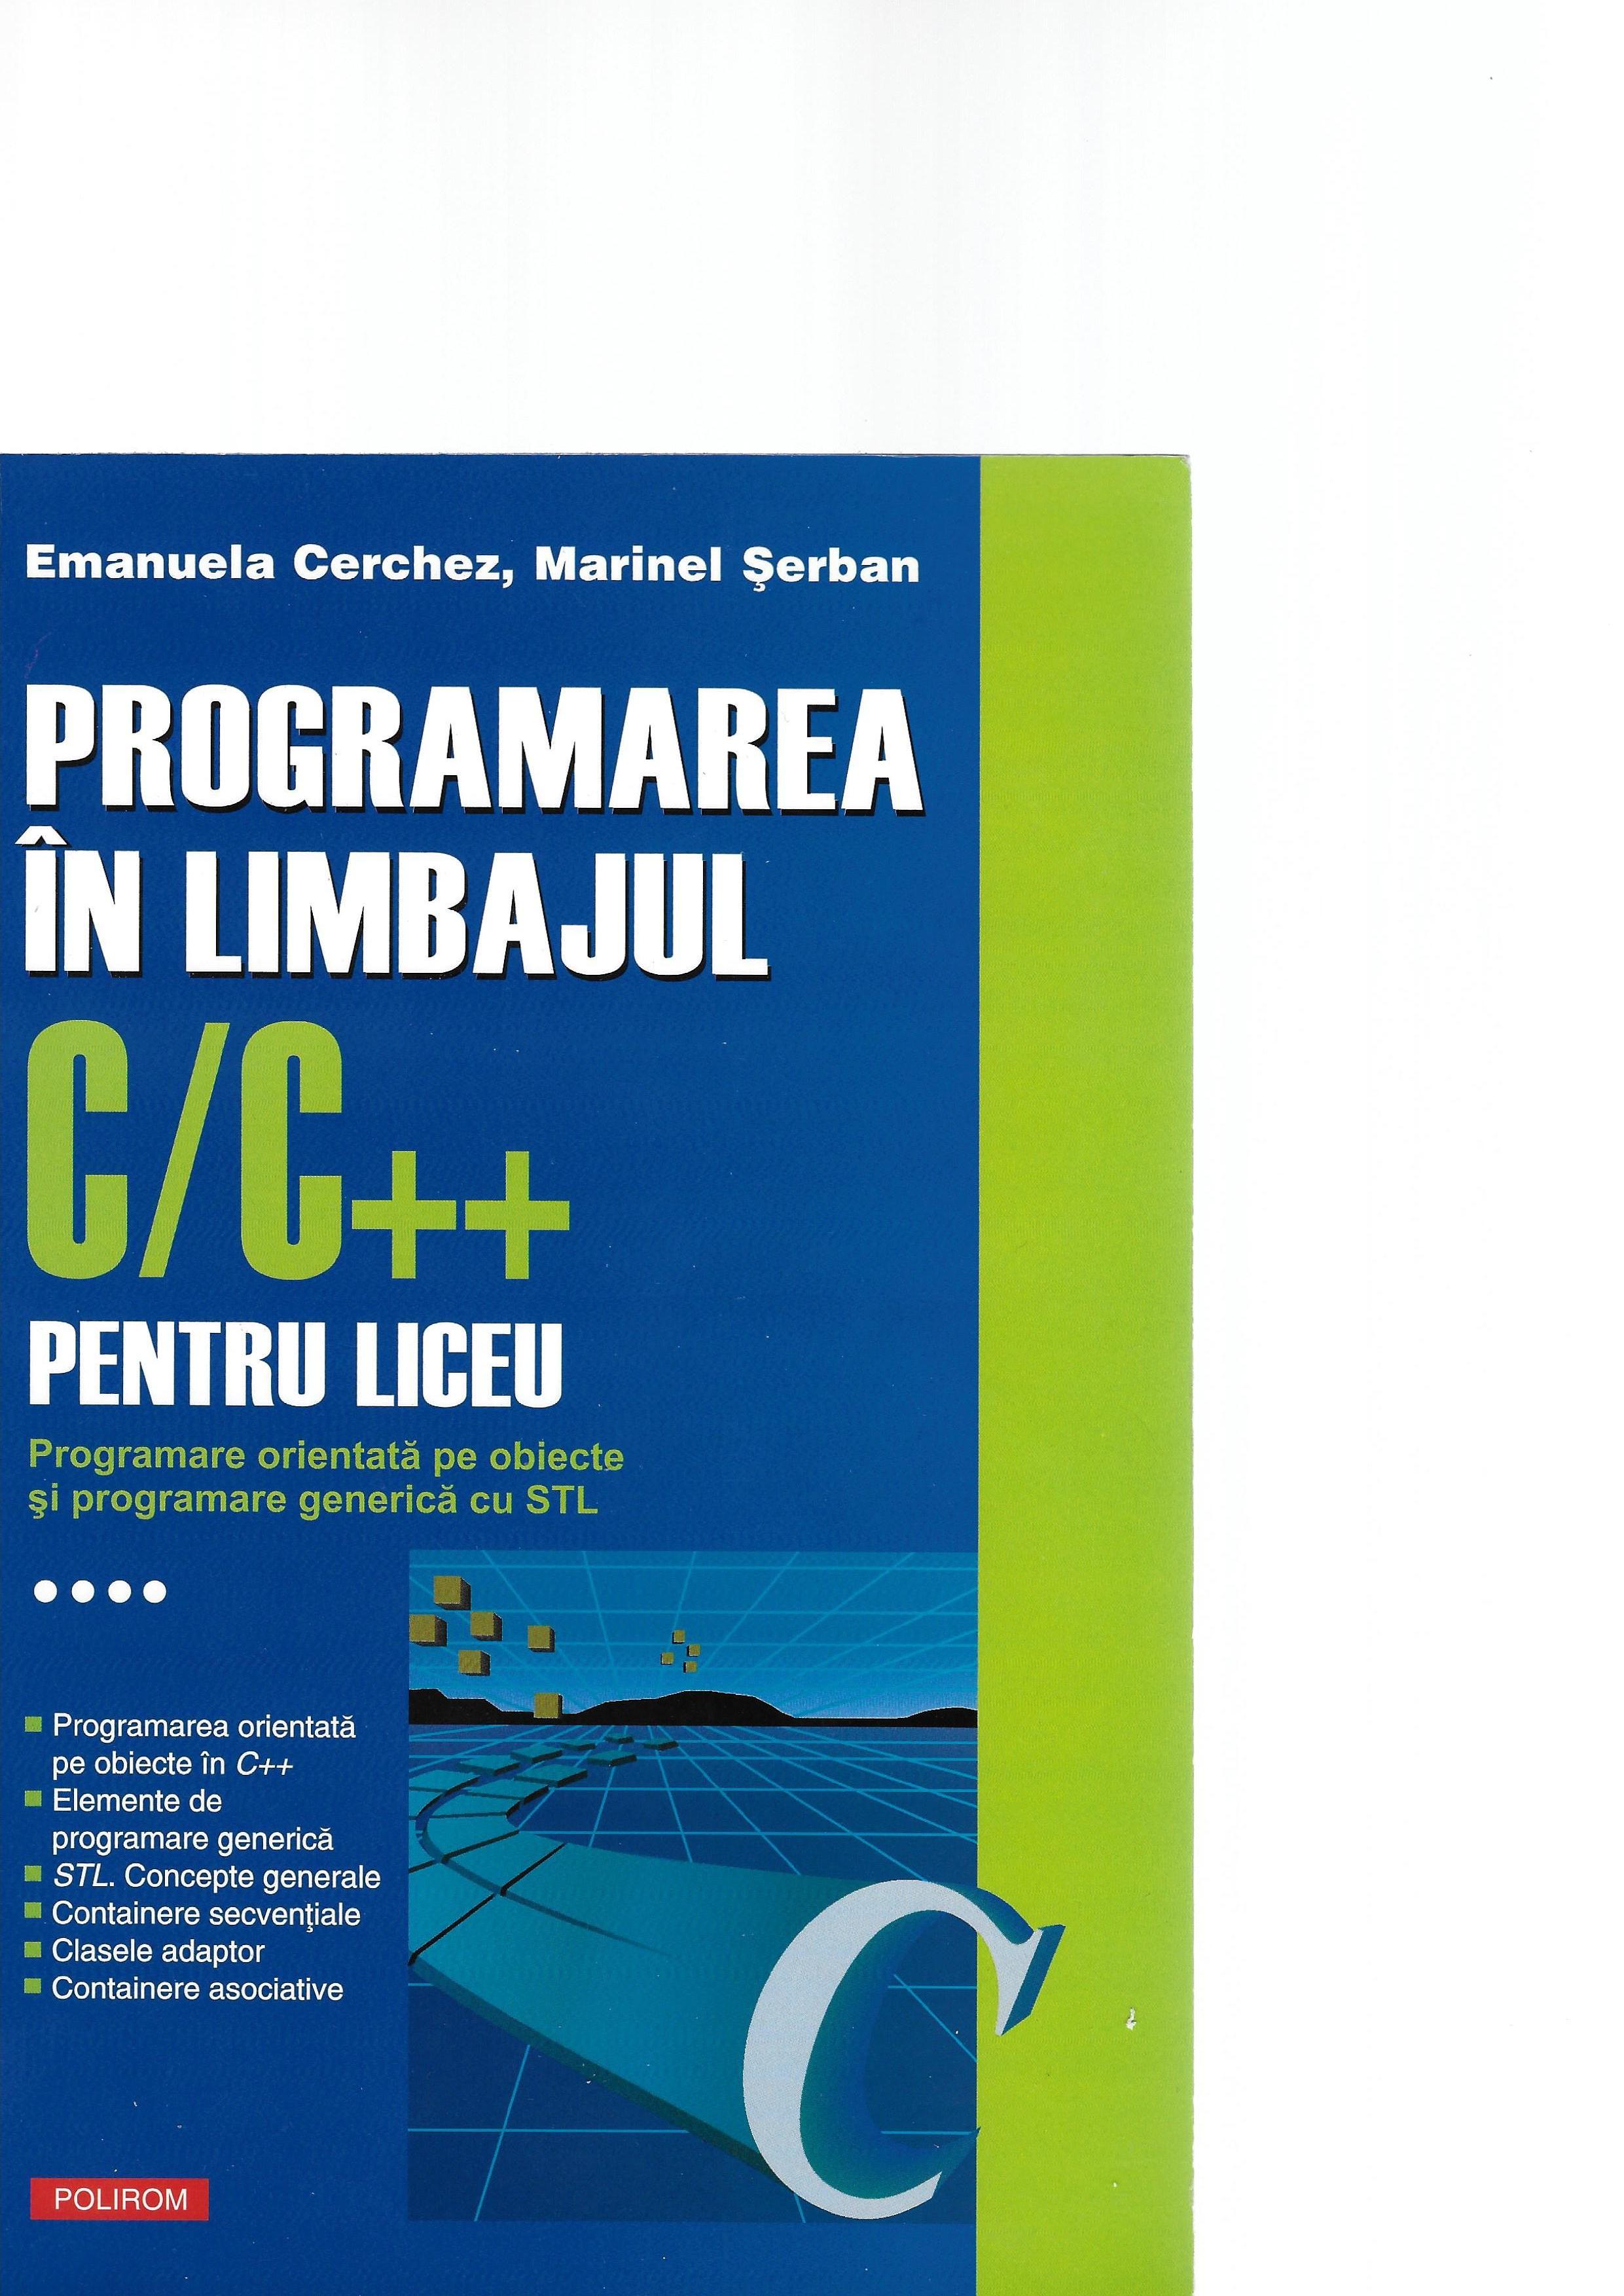 Emanuela Cerchez, Marinel Şerban
PROGRAMAREA
ÎN LIMBAJUL
C/C++
PENTRU LICEU
Programare orientată pe obiecte
şi programare generică cu STL
Programarea orientată
pe obiecte în C++
Elemente de
programare generică
STL. Concepte generale
Containere secvenţiale
Clasele adaptor
Containere asociative
C
POLIROM